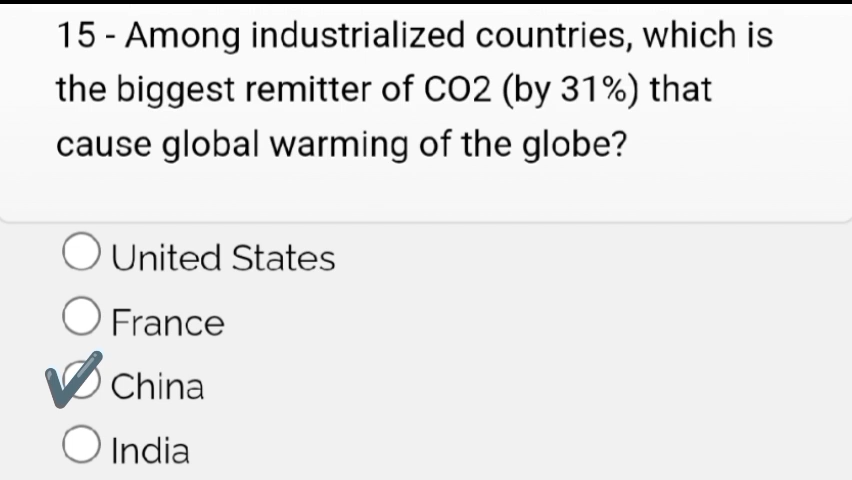 15 - Among industrialized countries, which is
the biggest remitter of CO2 (by 31%) that
cause global warming of the globe?
United States
France
China
India